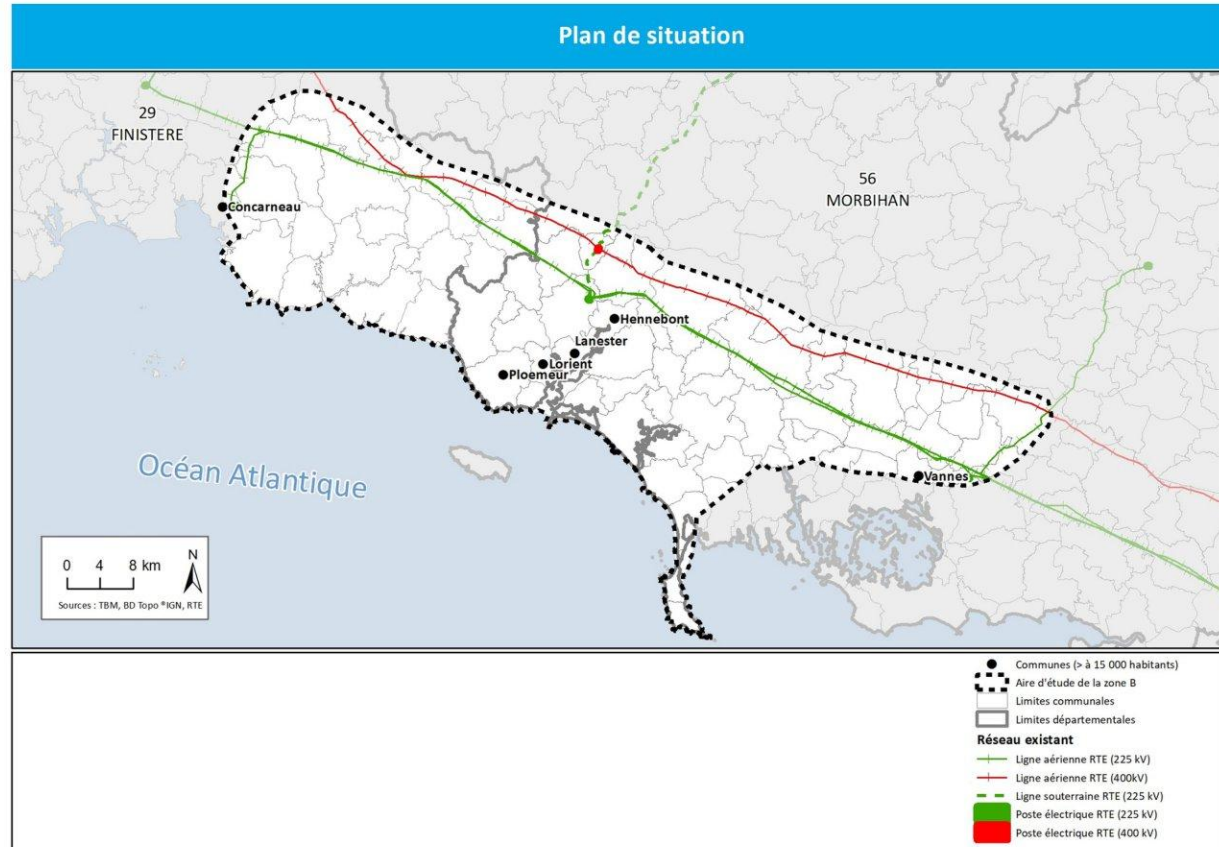 Plan de situation
29
FINISTERE
56
MORBIHAN
Concarneau
Hennebont
Lanester
Lorient
Ploemeur
Vannes
Océan Atlantique
0 4 8 km
N
Sources : TBM, BD Topo ®IGN, RTE
Communes (> à 15 000 habitants)
Aire d'étude de la zone B
Limites communales
Limites départementales
Réseau existant
Ligne aérienne RTE (225 kV)
Ligne aérienne RTE (400kV)
Ligne souterraine RTE (225 kV)
Poste électrique RTE (225 kV)
Poste électrique RTE (400 kV)